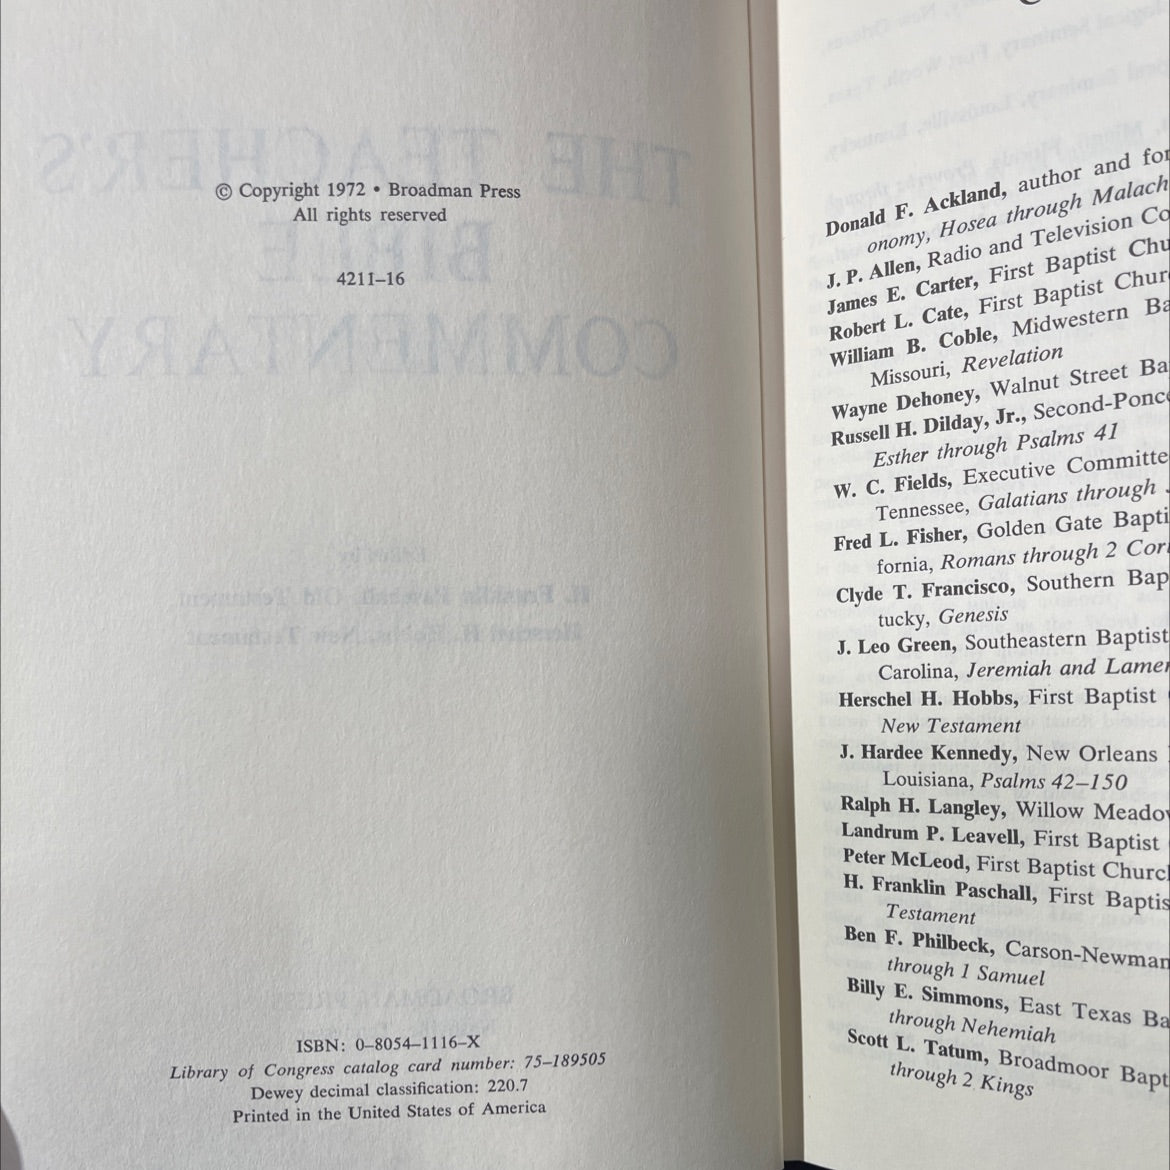 © Copyright 1972 • Broadman Press
All rights reserved
4211–16
ISBN: 0–8054–1116–X
Library of Congress catalog card number: 75–189505
Dewey decimal classification: 220.7
Printed in the United States of America
Donald F. Ackland, author and for
onomy, Hosea through Malach
J. P. Allen, Radio and Television Co
James E. Carter, First Baptist Chu
Robert L. Cate, First Baptist Chur
William B. Coble, Midwestern Ba
Missouri, Revelation
Wayne Dehoney, Walnut Street Ba
Russell H. Dilday, Jr., Second-Ponce
Esther through Psalms 41
W. C. Fields, Executive Committe
Tennessee, Galatians through
Fred L. Fisher, Golden Gate Bapti
fornia, Romans through 2 Cori
Clyde T. Francisco, Southern Bap
tucky, Genesis
J. Leo Green, Southeastern Baptist
Carolina, Jeremiah and Lamen
Herschel H. Hobbs, First Baptist
New Testament
J. Hardee Kennedy, New Orleans
Louisiana, Psalms 42–150
Ralph H. Langley, Willow Meadow
Landrum P. Leavell, First Baptist
Peter McLeod, First Baptist Church
H. Franklin Paschall, First Baptis
Testament
Ben F. Philbeck, Carson-Newman
through 1 Samuel
Billy E. Simmons, East Texas Ba
through Nehemiah
Scott L. Tatum, Broadmoor Bapt
through 2 Kings